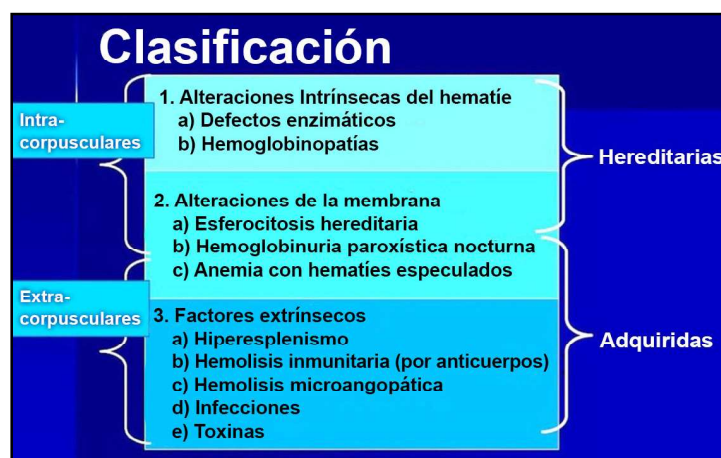 Clasificación
Intra-
corpusculares
1. Alteraciones Intrínsecas del hematíe
a) Defectos enzimáticos
b) Hemoglobinopatías
Hereditarias
2. Alteraciones de la membrana
a) Esferocitosis hereditaria
b) Hemoglobinuria paroxística nocturna
c) Anemia con hematíes especulados
Extra-
corpusculares
3. Factores extrínsecos
a) Hiperesplenismo
b) Hemolisis inmunitaria (por anticuerpos)
c) Hemolisis microangopática
d) Infecciones
e) Toxinas
Adquiridas